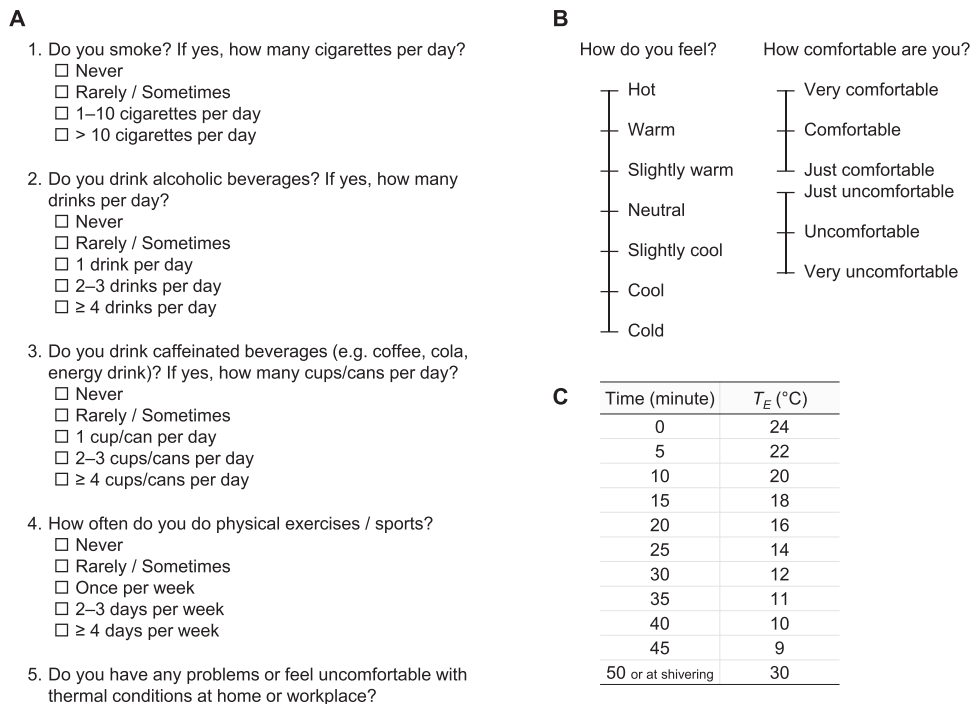 A
1. Do you smoke? If yes, how many cigarettes per day?
☐ Never
☐ Rarely / Sometimes
☐ 1–10 cigarettes per day
☐ > 10 cigarettes per day
2. Do you drink alcoholic beverages? If yes, how many
drinks per day?
☐ Never
☐ Rarely / Sometimes
☐ 1 drink per day
☐ 2–3 drinks per day
☐ ≥ 4 drinks per day
3. Do you drink caffeinated beverages (e.g. coffee, cola,
energy drink)? If yes, how many cups/cans per day?
☐ Never
☐ Rarely / Sometimes
☐ 1 cup/can per day
☐ 2–3 cups/cans per day
☐ ≥ 4 cups/cans per day
4. How often do you do physical exercises / sports?
☐ Never
☐ Rarely / Sometimes
☐ Once per week
☐ 2–3 days per week
☐ ≥ 4 days per week
5. Do you have any problems or feel uncomfortable with
thermal conditions at home or workplace?
B
How do you feel?
Hot
Warm
Slightly warm
Neutral
Slightly cool
Cool
Cold
How comfortable are you?
Very comfortable
Comfortable
Just comfortable
Just uncomfortable
Uncomfortable
Very uncomfortable
C
Time (minute) T_E (°C)
0 24
5 22
10 20
15 18
20 16
25 14
30 12
35 11
40 10
45 9
50 or at shivering 30